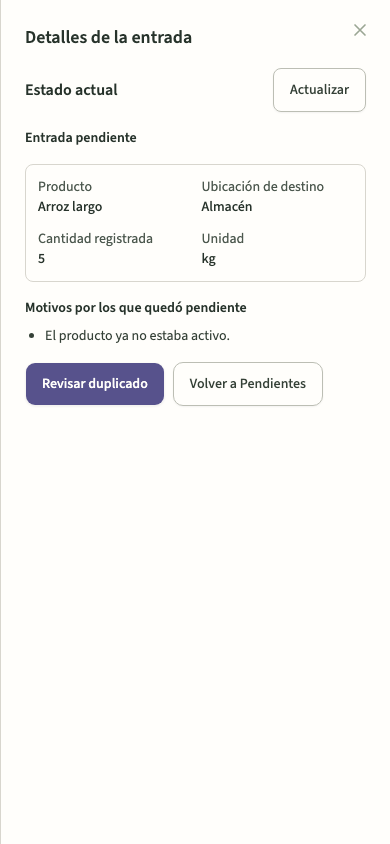 Detalles de la entrada
Estado actual
Actualizar
Entrada pendiente
Producto
Arroz largo
Ubicación de destino
Almacén
Cantidad registrada
5
Unidad
kg
Motivos por los que quedó pendiente
• El producto ya no estaba activo.
Revisar duplicado
Volver a Pendientes